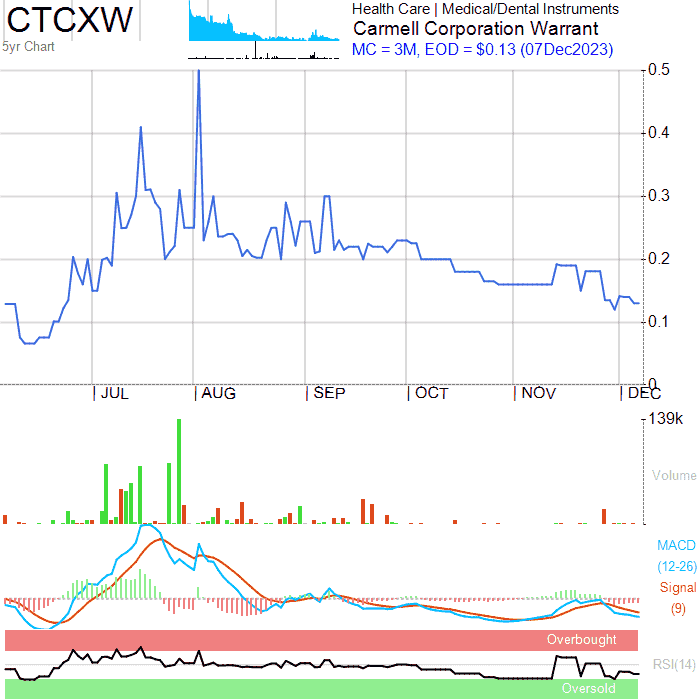 CTCXW
5yr Chart
Health Care | Medical/Dental Instruments
Carmell Corporation Warrant
MC = 3M, EOD = $0.13 (07Dec2023)
0.5
0.4
0.3
0.2
0.1
0
JUL AUG SEP OCT NOV DEC
139k
Volume
MACD
(12-26)
Signal
(9)
Overbought
RSI(14)
Oversold